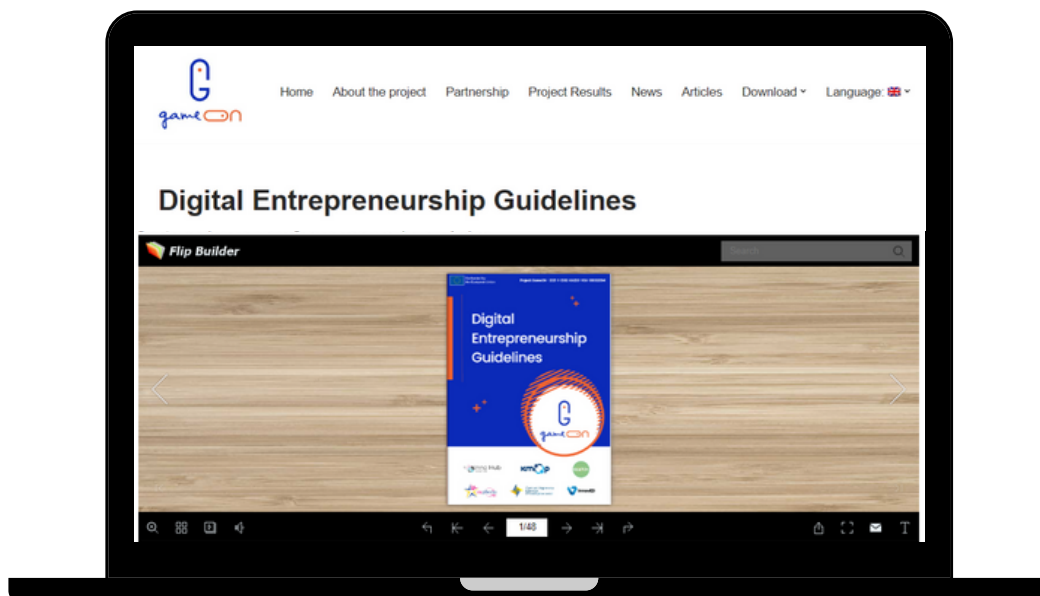 game On
Home About the project Partnership Project Results News Articles Download Language:
Digital Entrepreneurship Guidelines
Flip Builder
Search
Digital
Entrepreneurship
Guidelines
game On
1/48
T